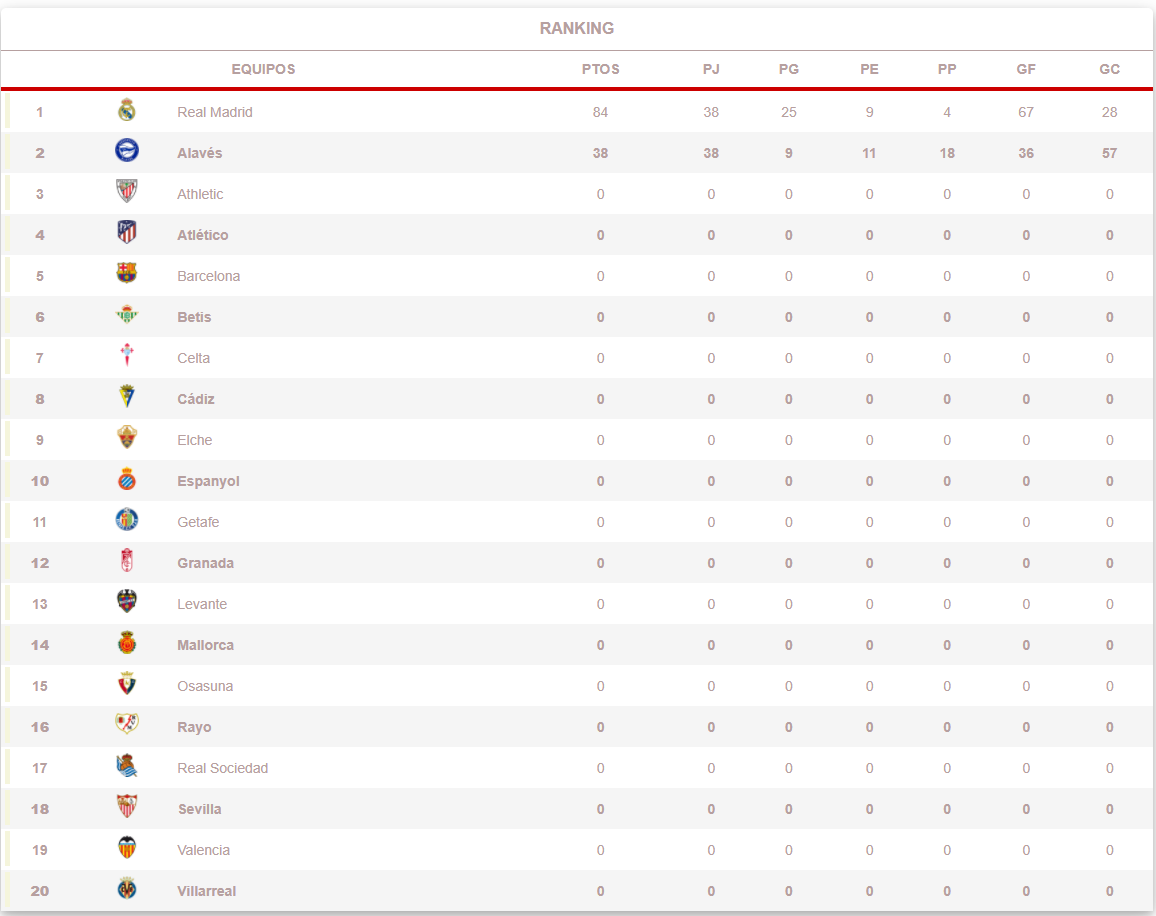 RANKING
EQUIPOS PTOS PJ PG PE PP GF GC
1 Real Madrid 84 38 25 9 4 67 28
2 Alavés 38 38 9 11 18 36 57
3 Athletic 0 0 0 0 0 0 0
4 Atlético 0 0 0 0 0 0 0
5 Barcelona 0 0 0 0 0 0 0
6 Betis 0 0 0 0 0 0 0
7 Celta 0 0 0 0 0 0 0
8 Cádiz 0 0 0 0 0 0 0
9 Elche 0 0 0 0 0 0 0
10 Espanyol 0 0 0 0 0 0 0
11 Getafe 0 0 0 0 0 0 0
12 Granada 0 0 0 0 0 0 0
13 Levante 0 0 0 0 0 0 0
14 Mallorca 0 0 0 0 0 0 0
15 Osasuna 0 0 0 0 0 0 0
16 Rayo 0 0 0 0 0 0 0
17 Real Sociedad 0 0 0 0 0 0 0
18 Sevilla 0 0 0 0 0 0 0
19 Valencia 0 0 0 0 0 0 0
20 Villarreal 0 0 0 0 0 0 0